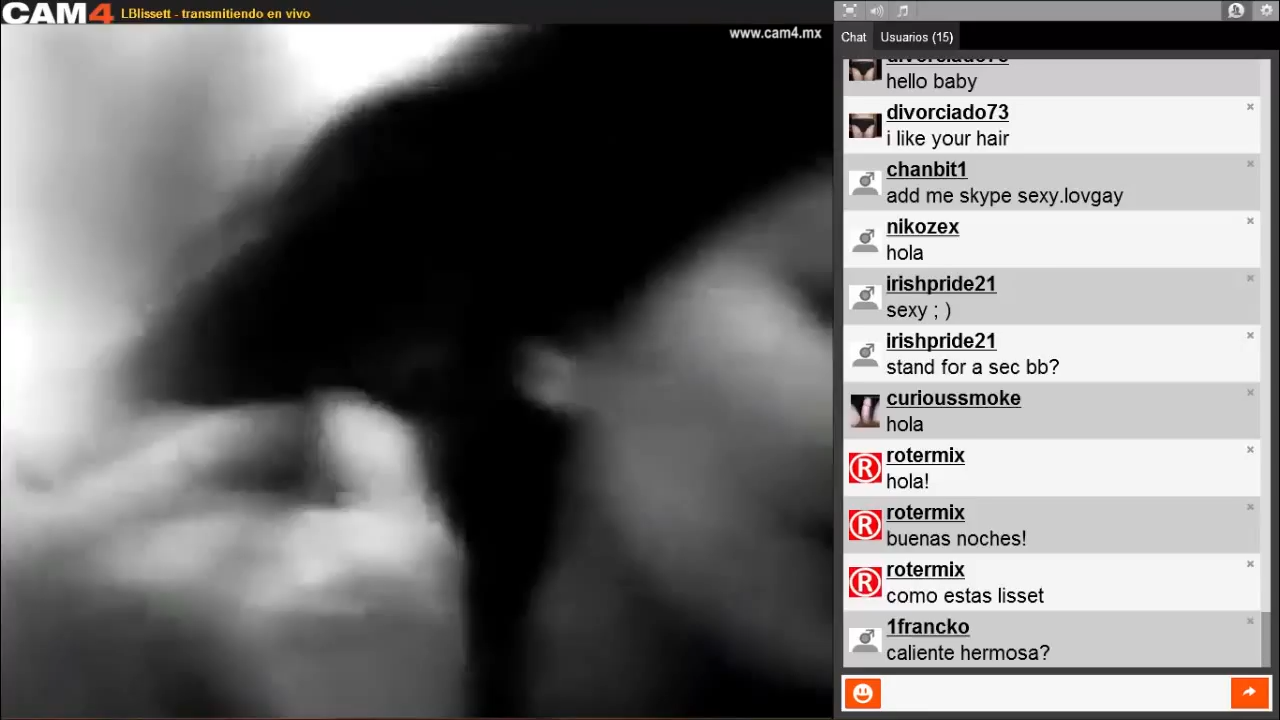 CAM4 LBlissett - transmitiendo en vivo
www.cam4.mx
Chat Usuarios (15)
hello baby
divorciado73
i like your hair
chanbit1
add me skype sexy.lovgay
nikozex
hola
irishpride21
sexy ; )
irishpride21
stand for a sec bb?
curioussmoke
hola
rotermix
hola!
rotermix
buenas noches!
rotermix
como estas lisset
1francko
caliente hermosa?